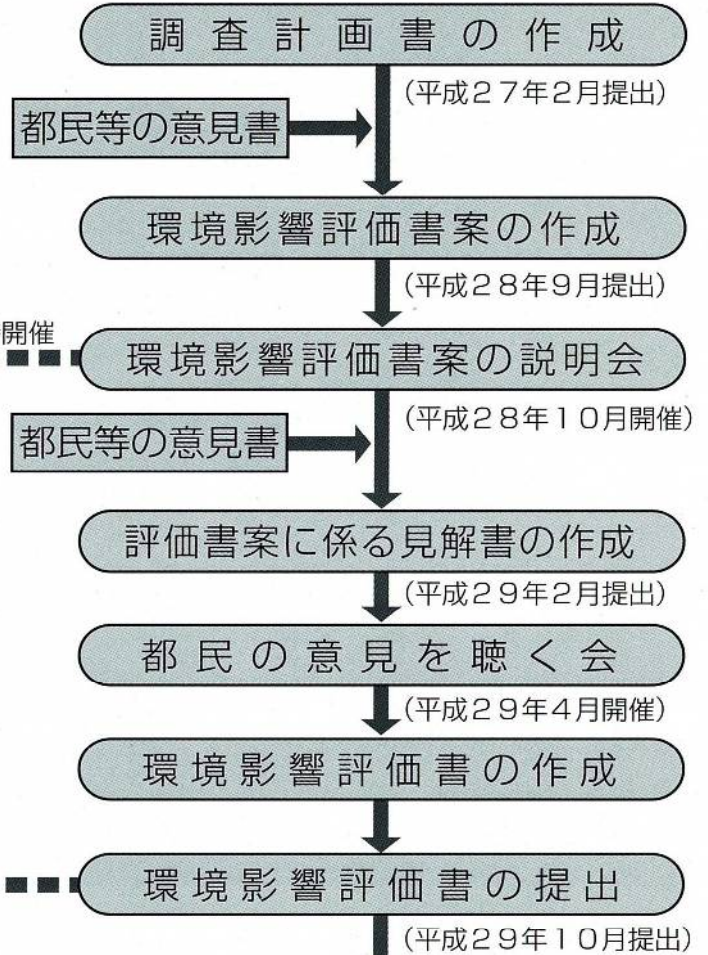 調査計画書の作成
(平成27年2月提出)
都民等の意見書
環境影響評価書案の作成
(平成28年9月提出)
開催
環境影響評価書案の説明会
(平成28年10月開催)
都民等の意見書
評価書案に係る見解書の作成
(平成29年2月提出)
都民の意見を聴く会
(平成29年4月開催)
環境影響評価書の作成
環境影響評価書の提出
(平成29年10月提出)